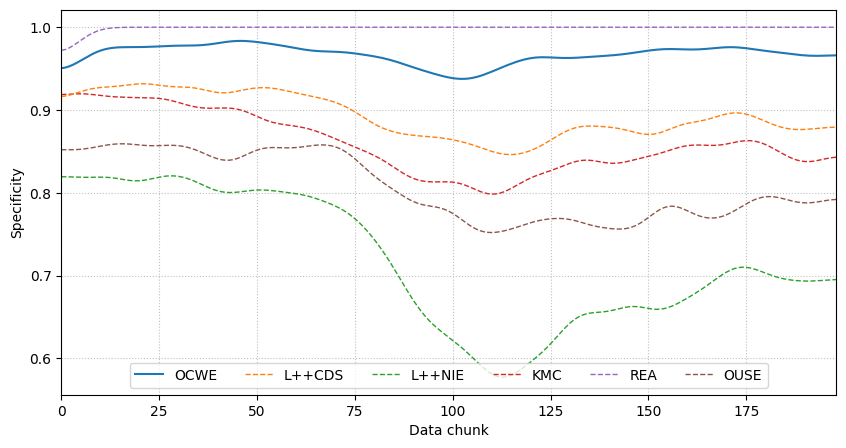 Specificity
1.0
0.9
0.8
0.7
0.6
OCWE L++CDS L++NIE KMC REA OUSE
0 25 50 75 100 125 150 175
Data chunk